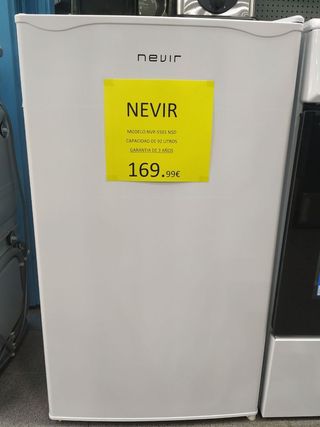 nevir
NEVIR
MODELO NVR-5501 NSD
CAPACIDAD DE 92 LITROS
GARANTIA DE 3 AÑOS
169.99€